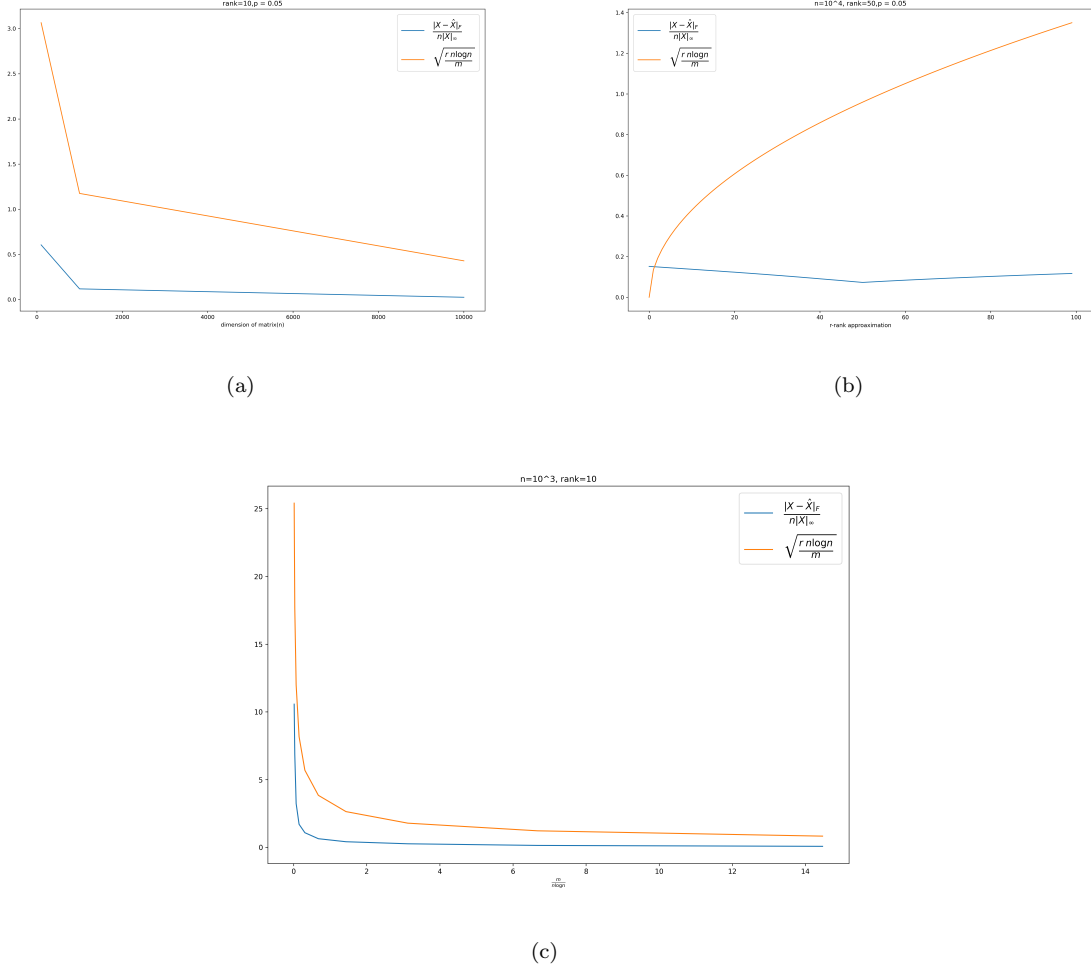 rank=10,p = 0.05
|X − X̂|_F
n|X|_∞
√(r nlogn / m)
3.0
2.5
2.0
1.5
1.0
0.5
0.0
0 2000 4000 6000 8000 10000
dimension of matrix(n)
(a)
n=10^4, rank=50,p = 0.05
|X − X̂|_F
n|X|_∞
√(r nlogn / m)
1.4
1.2
1.0
0.8
0.6
0.4
0.2
0.0
0 20 40 60 80 100
r-rank approaximation
(b)
n=10^3, rank=10
|X − X̂|_F
n|X|_∞
√(r nlogn / m)
25
20
15
10
5
0
0 2 4 6 8 10 12 14
m
nlogn
(c)